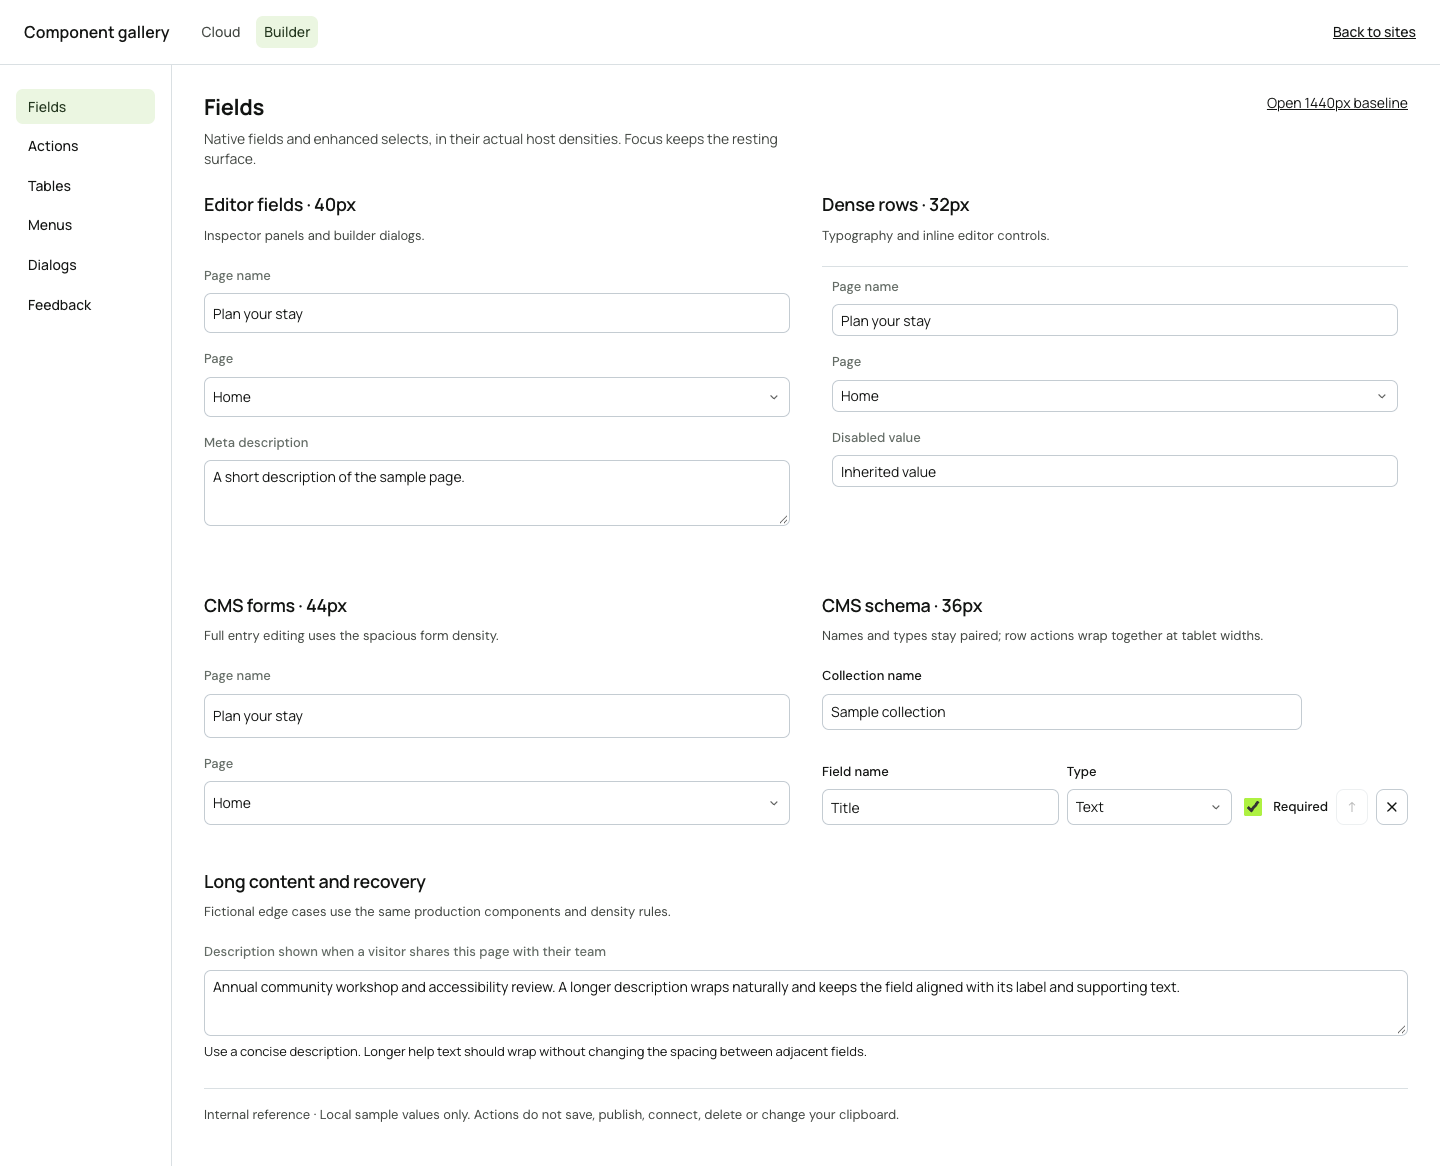 Component gallery
Cloud
Builder
Back to sites
Fields
Actions
Tables
Menus
Dialogs
Feedback
Fields
Open 1440px baseline
Native fields and enhanced selects, in their actual host densities. Focus keeps the resting
surface.
Editor fields · 40px
Inspector panels and builder dialogs.
Page name
Plan your stay
Page
Home
Meta description
A short description of the sample page.
Dense rows · 32px
Typography and inline editor controls.
Page name
Plan your stay
Page
Home
Disabled value
Inherited value
CMS forms · 44px
Full entry editing uses the spacious form density.
Page name
Plan your stay
Page
Home
CMS schema · 36px
Names and types stay paired; row actions wrap together at tablet widths.
Collection name
Sample collection
Field name
Type
Title
Text
Required
Long content and recovery
Fictional edge cases use the same production components and density rules.
Description shown when a visitor shares this page with their team
Annual community workshop and accessibility review. A longer description wraps naturally and keeps the field aligned with its label and supporting text.
Use a concise description. Longer help text should wrap without changing the spacing between adjacent fields.
Internal reference · Local sample values only. Actions do not save, publish, connect, delete or change your clipboard.